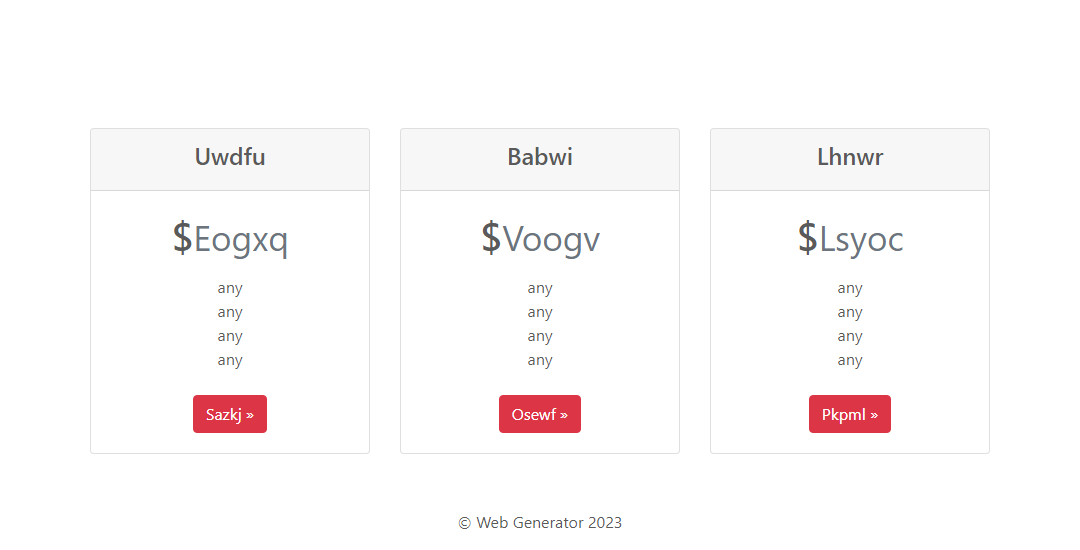 Uwdfu
$Eogxq
any
any
any
any
Sazkj »
Babwi
$Voogv
any
any
any
any
Osewf »
Lhnwr
$Lsyoc
any
any
any
any
Pkpml »
© Web Generator 2023